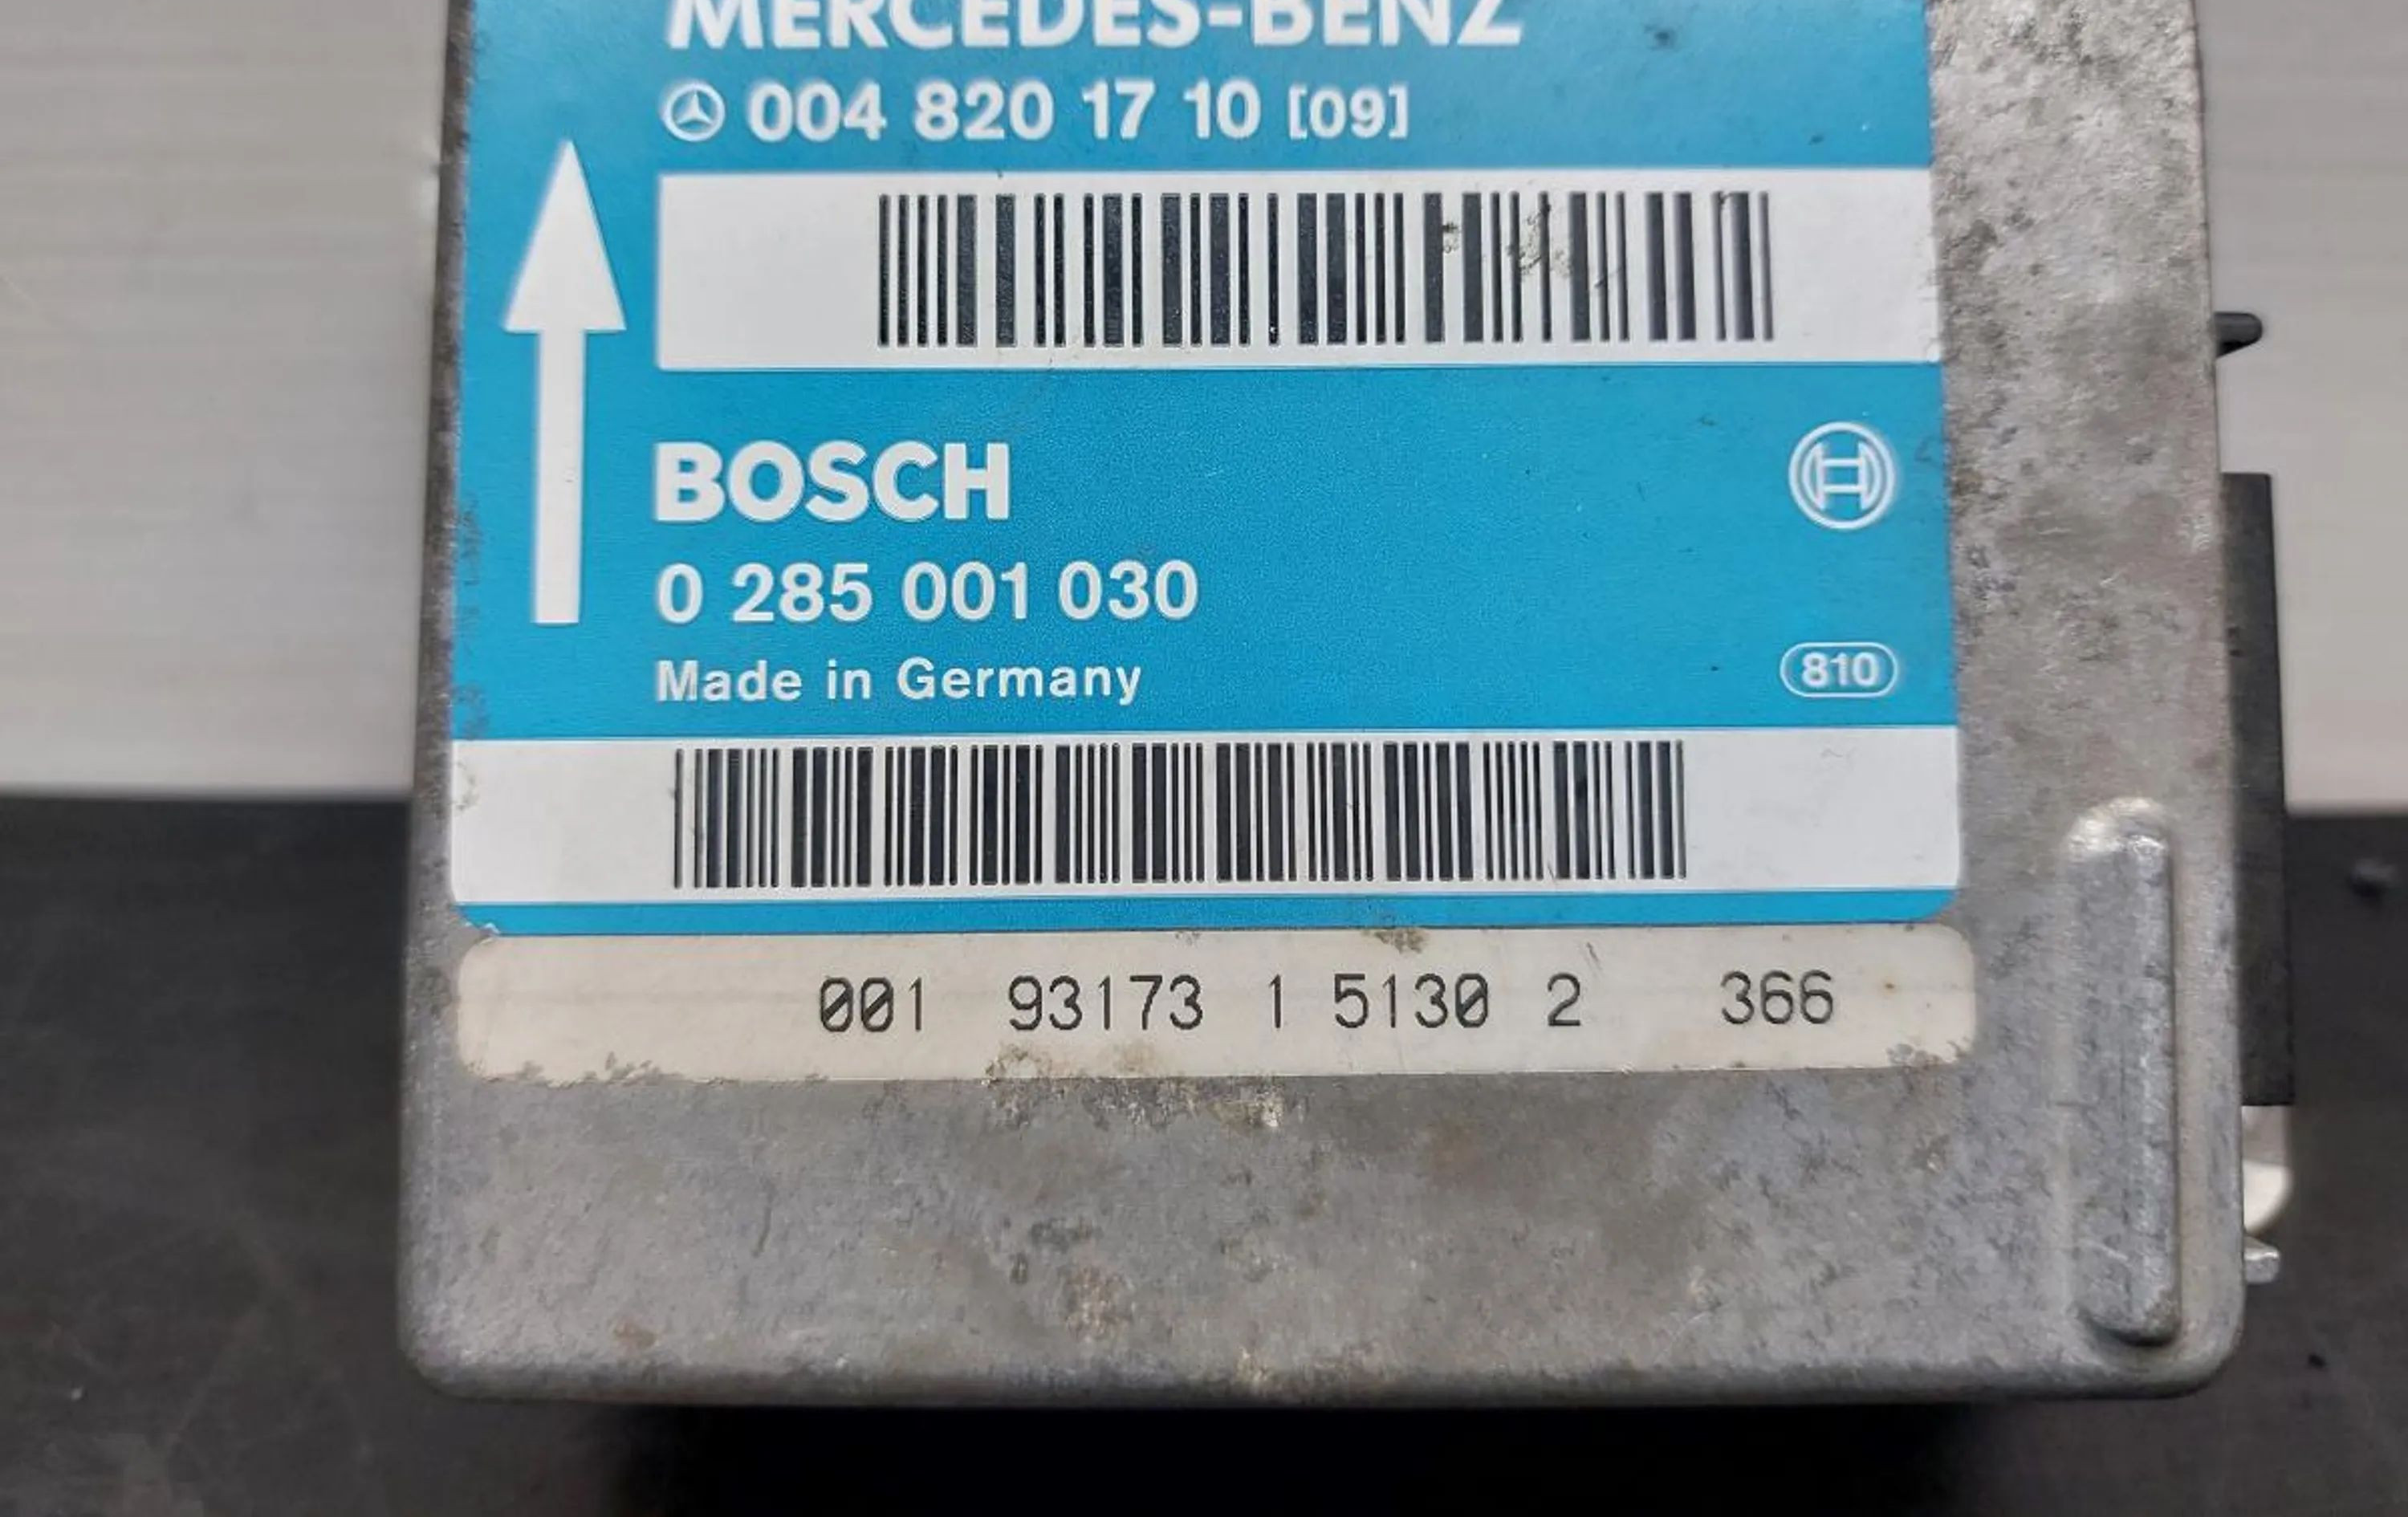 MERCEDES-BENZ
004 820 17 10 [09]
BOSCH
0 285 001 030
Made in Germany
810
001 93173 1 5130 2 366